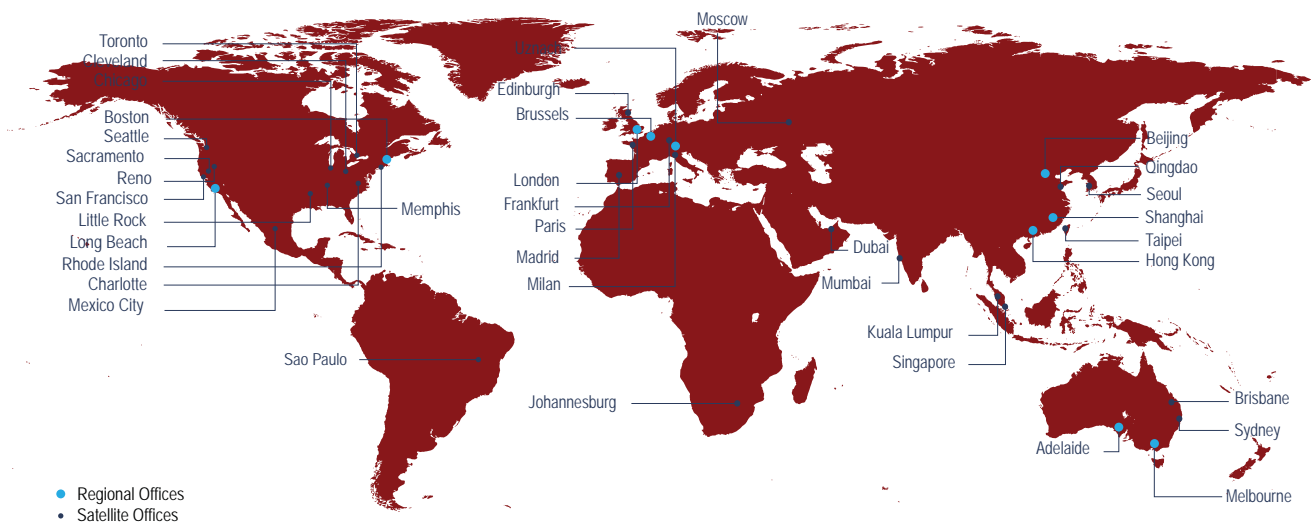 Moscow
Toronto
Cleveland
Chicago
Edinburgh
Brussels
Boston
Seattle
Sacramento
Reno
San Francisco
Little Rock
Long Beach
Rhode Island
Charlotte
Mexico City
Memphis
London
Frankfurt
Paris
Madrid
Milan
Dubai
Mumbai
Beijing
Qingdao
Seoul
Shanghai
Taipei
Hong Kong
Kuala Lumpur
Singapore
Sao Paulo
Johannesburg
Brisbane
Sydney
Adelaide
Melbourne
Regional Offices
Satellite Offices